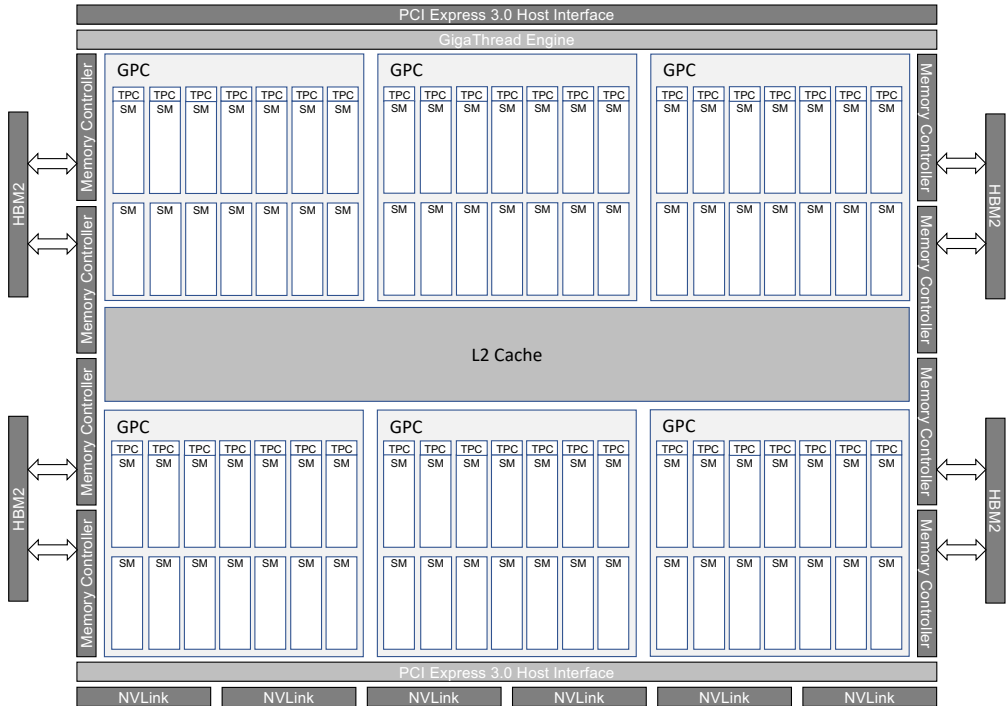 PCI Express 3.0 Host Interface
GigaThread Engine
Memory Controller
Memory Controller
Memory Controller
Memory Controller
HBM2
HBM2
GPC
TPC TPC TPC TPC TPC TPC TPC
SM SM SM SM SM SM SM
SM SM SM SM SM SM SM
GPC
TPC TPC TPC TPC TPC TPC TPC
SM SM SM SM SM SM SM
SM SM SM SM SM SM SM
GPC
TPC TPC TPC TPC TPC TPC TPC
SM SM SM SM SM SM SM
SM SM SM SM SM SM SM
Memory Controller
Memory Controller
Memory Controller
Memory Controller
HBM2
HBM2
L2 Cache
GPC
TPC TPC TPC TPC TPC TPC TPC
SM SM SM SM SM SM SM
SM SM SM SM SM SM SM
GPC
TPC TPC TPC TPC TPC TPC TPC
SM SM SM SM SM SM SM
SM SM SM SM SM SM SM
GPC
TPC TPC TPC TPC TPC TPC TPC
SM SM SM SM SM SM SM
SM SM SM SM SM SM SM
PCI Express 3.0 Host Interface
NVLink NVLink NVLink NVLink NVLink NVLink